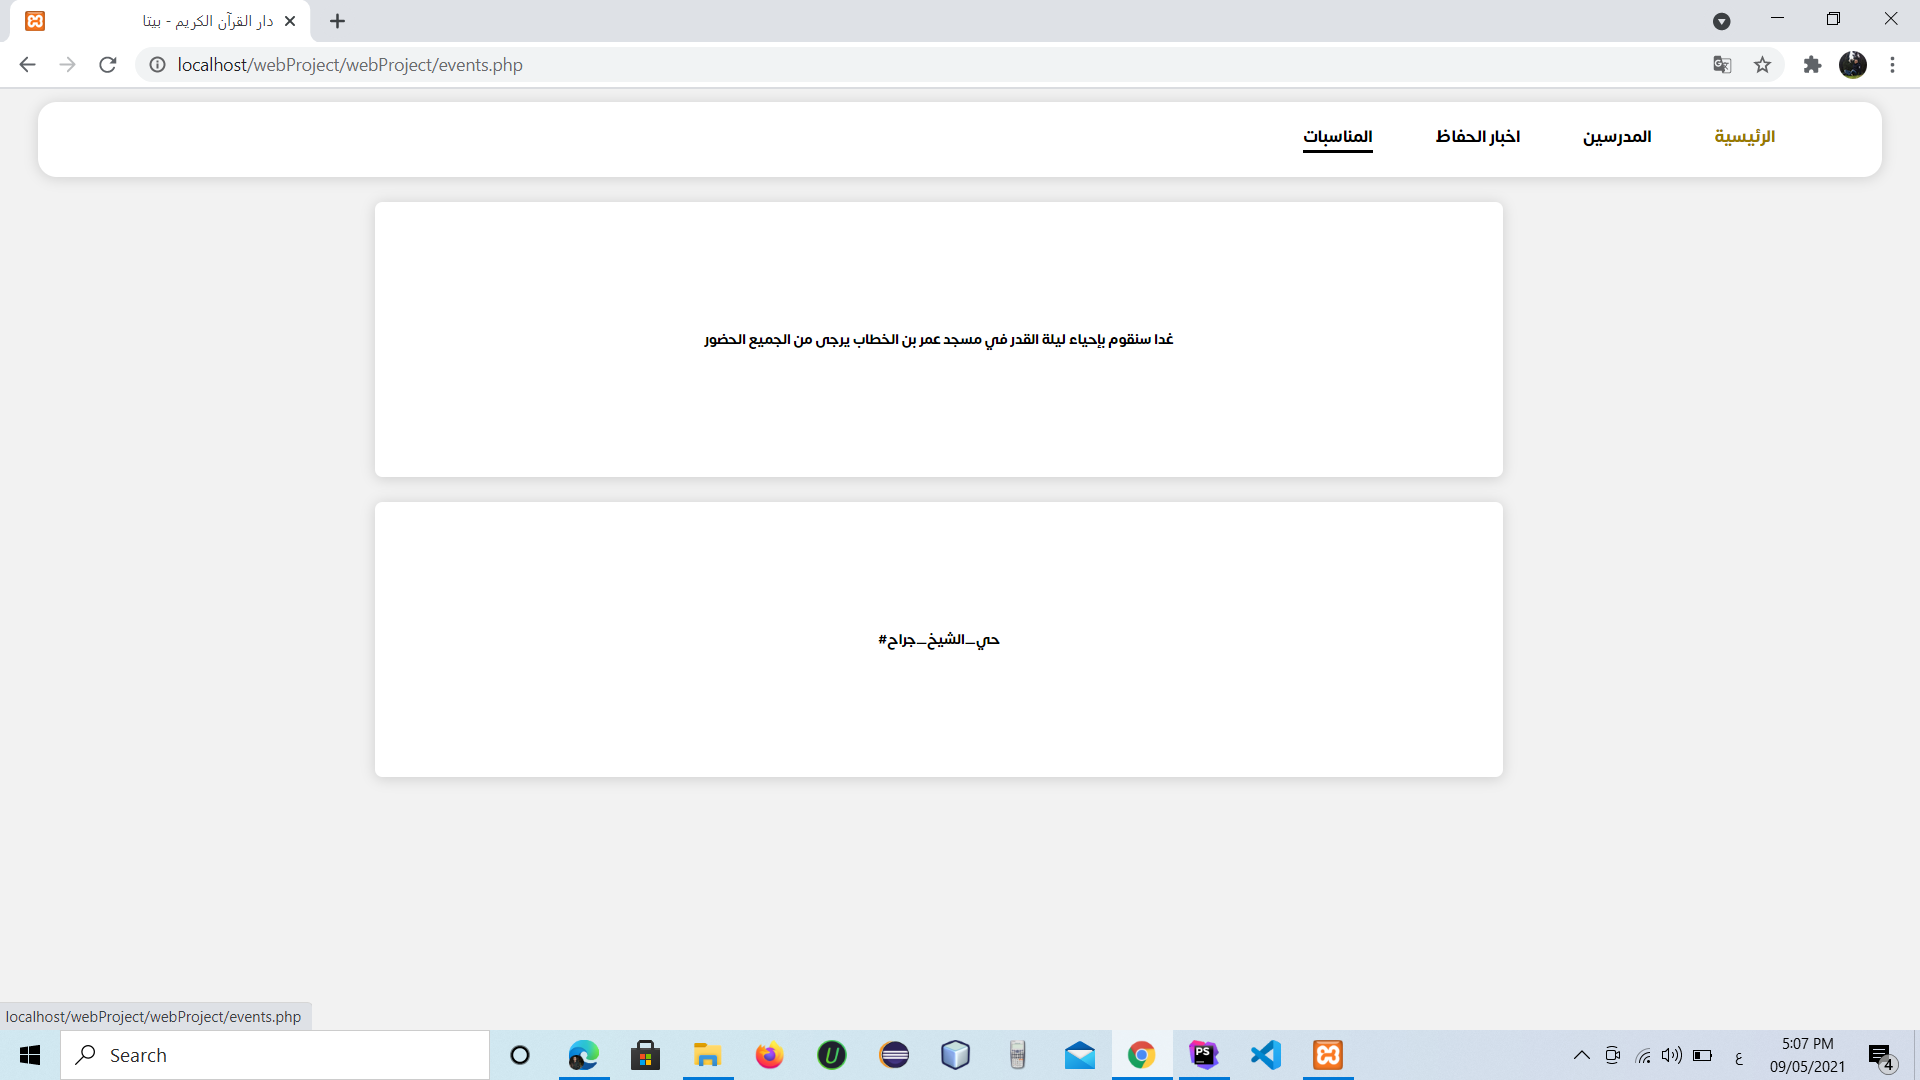 دار القرآن الكريم - بيتا
localhost/webProject/webProject/events.php
الرئيسية
المدرسين
اخبار الحفاظ
المناسبات
غدا سنقوم بإحياء ليلة القدر في مسجد عمر بن الخطاب يرجى من الجميع الحضور
حي_الشيخ_جراح#
localhost/webProject/webProject/events.php
Search
PS
ع
5:07 PM
09/05/2021
4